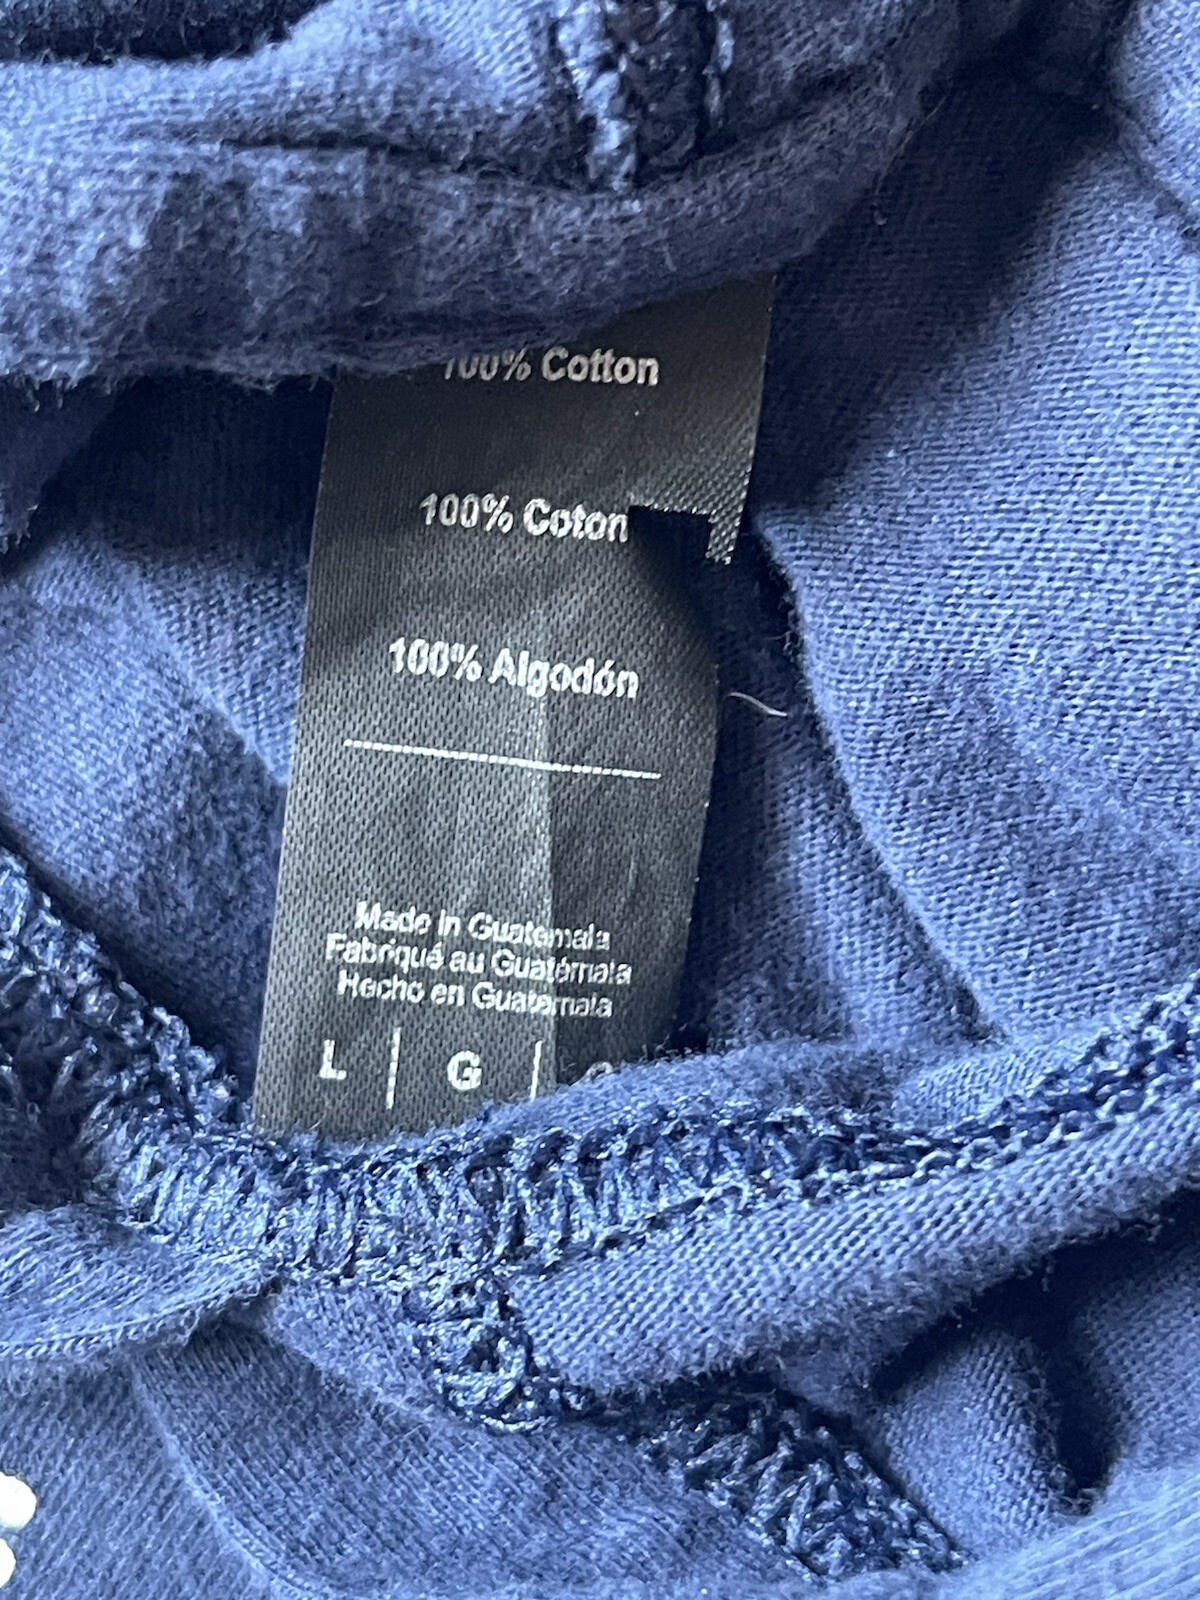 100% Cotton
100% Coton
100% Algodón
Made in Guatemala
Fabriqué au Guatémala
Hecho en Guatemala
L | G |